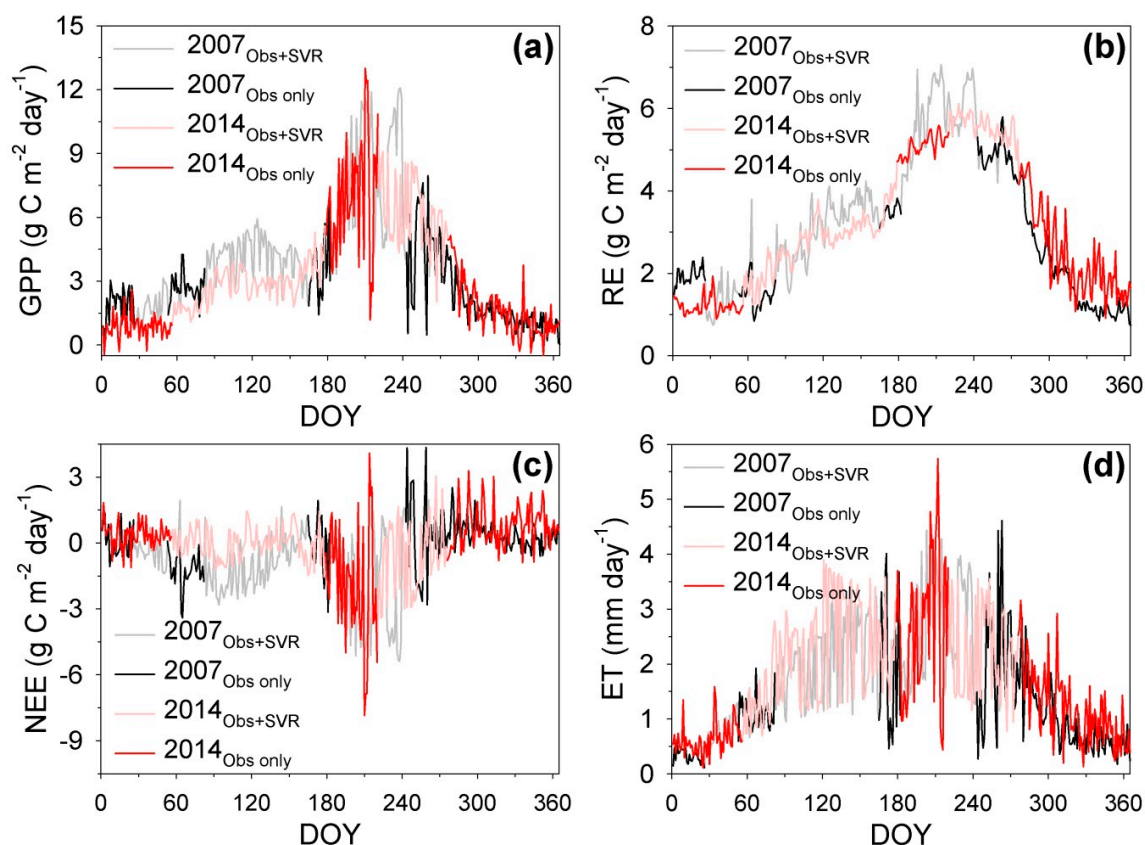 (a)
GPP (g C m-2 day-1)
15
12
9
6
3
0
2007Obs+SVR
2007Obs only
2014Obs+SVR
2014Obs only
0 60 120 180 240 300 360
DOY
(b)
RE (g C m-2 day-1)
8
6
4
2
0
2007Obs+SVR
2007Obs only
2014Obs+SVR
2014Obs only
0 60 120 180 240 300 360
DOY
(c)
NEE (g C m-2 day-1)
3
0
-3
-6
-9
2007Obs+SVR
2007Obs only
2014Obs+SVR
2014Obs only
0 60 120 180 240 300 360
DOY
(d)
ET (mm day-1)
6
5
4
3
2
1
0
2007Obs+SVR
2007Obs only
2014Obs+SVR
2014Obs only
0 60 120 180 240 300 360
DOY